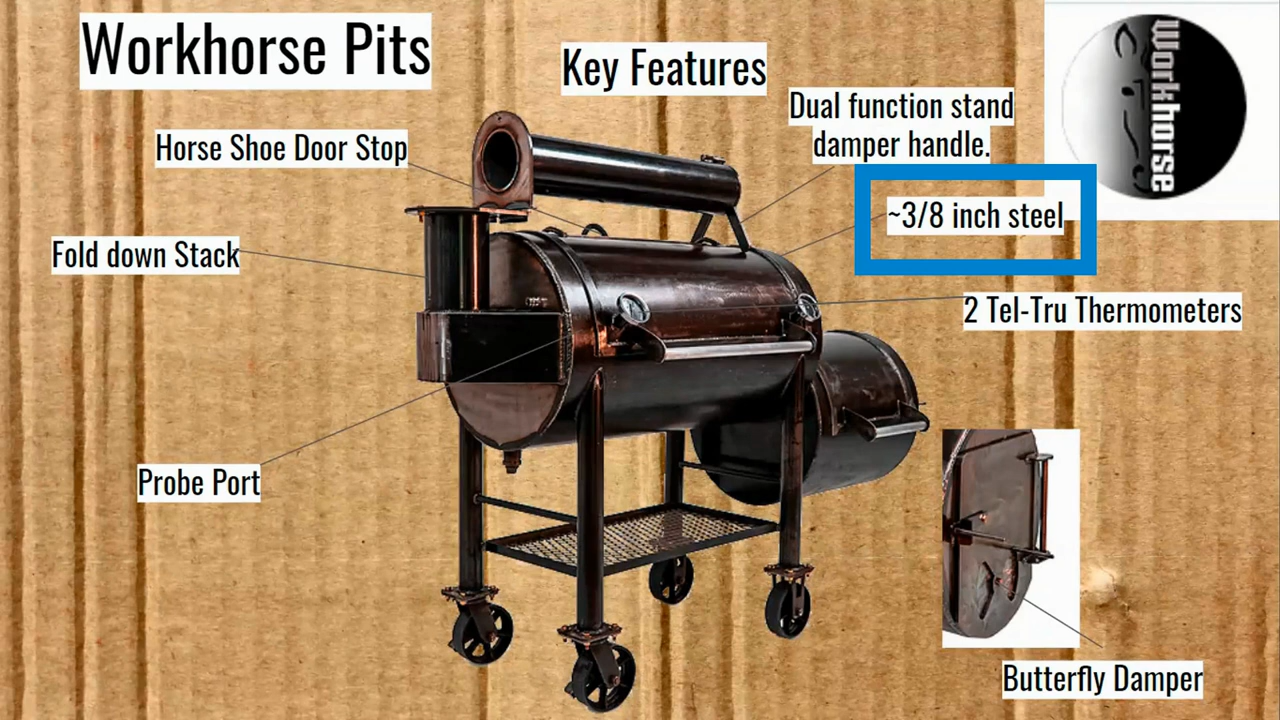 Workhorse Pits
Key Features
Workhorse
Dual function stand
damper handle.
Horse Shoe Door Stop
~3/8 inch steel
Fold down Stack
2 Tel-Tru Thermometers
Probe Port
Butterfly Damper